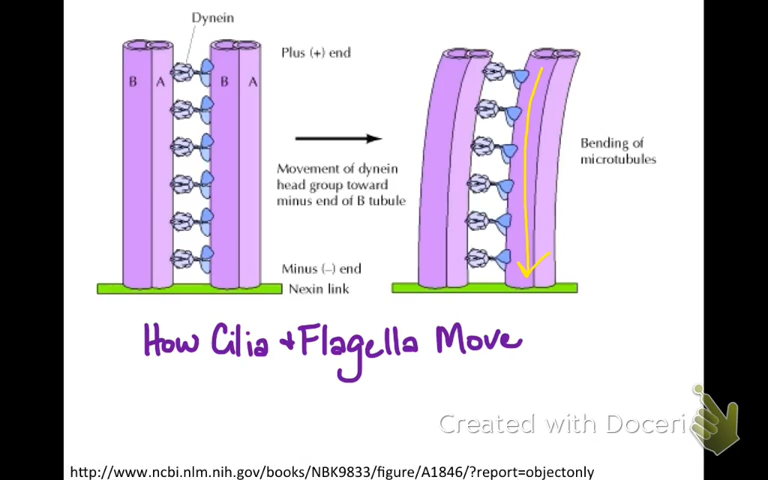 Dynein
Plus (+) end
B A B A
Movement of dynein
head group toward
minus end of B tubule
Bending of
microtubules
Minus (–) end
Nexin link
How Cilia + Flagella Move
Created with Doceri
http://www.ncbi.nlm.nih.gov/books/NBK9833/figure/A1846/?report=objectonly